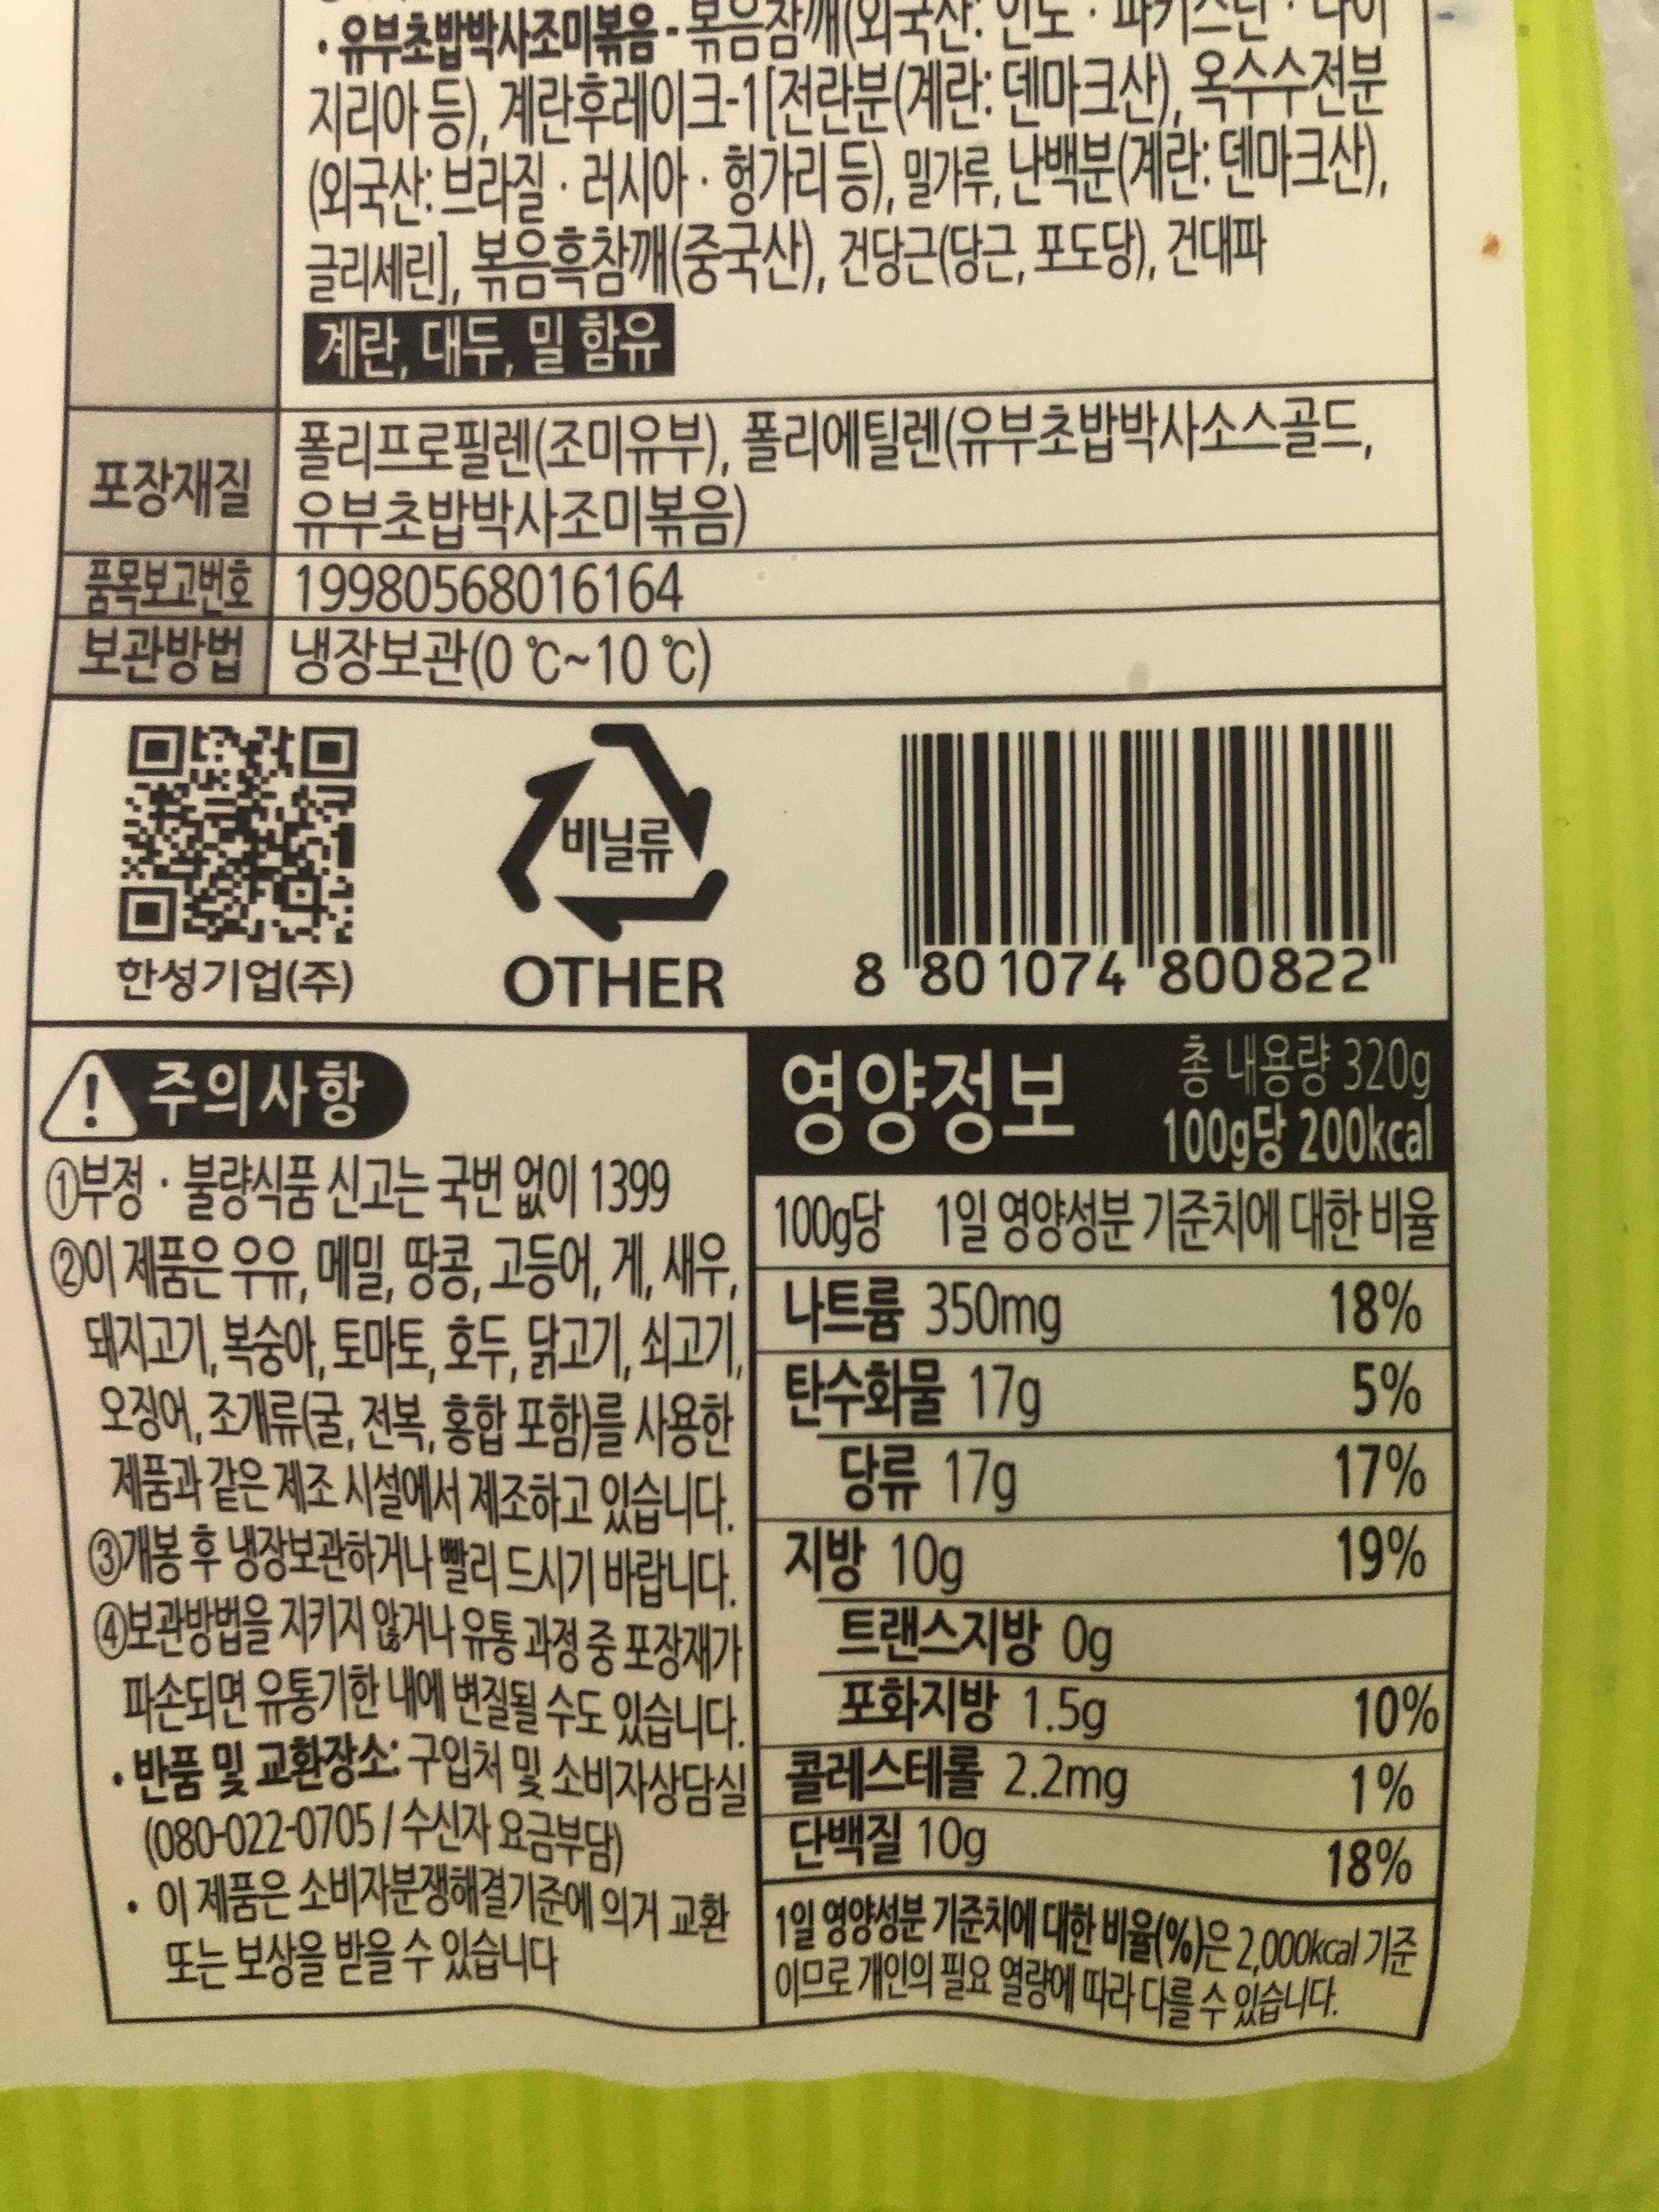 • 유부초밥박사조미볶음 - 볶음참깨(외국산: 인도 · 파키스탄 · 나이
지리아 등), 계란후레이크-1[전란분(계란: 덴마크산), 옥수수전분
(외국산: 브라질 · 러시아 · 헝가리 등), 밀가루, 난백분(계란: 덴마크산),
글리세린], 볶음흑참깨(중국산), 건당근(당근, 포도당), 건대파
계란, 대두, 밀 함유
포장재질
폴리프로필렌(조미유부), 폴리에틸렌(유부초밥박사소스골드,
유부초밥박사조미볶음)
품목보고번호 19980568016164
보관방법 냉장보관(0 ℃~10 ℃)
한성기업(주)
비닐류
OTHER
8 801074 800822
주의사항
①부정 · 불량식품 신고는 국번 없이 1399
②이 제품은 우유, 메밀, 땅콩, 고등어, 게, 새우,
돼지고기, 복숭아, 토마토, 호두, 닭고기, 쇠고기,
오징어, 조개류(굴, 전복, 홍합 포함)를 사용한
제품과 같은 제조 시설에서 제조하고 있습니다.
③개봉 후 냉장보관하거나 빨리 드시기 바랍니다.
④보관방법을 지키지 않거나 유통 과정 중 포장재가
파손되면 유통기한 내에 변질될 수도 있습니다.
• 반품 및 교환장소: 구입처 및 소비자상담실
(080-022-0705 / 수신자 요금부담)
• 이 제품은 소비자분쟁해결기준에 의거 교환
또는 보상을 받을 수 있습니다
영양정보
총 내용량 320g
100g당 200kcal
100g당 1일 영양성분 기준치에 대한 비율
나트륨 350mg 18%
탄수화물 17g 5%
당류 17g 17%
지방 10g 19%
트랜스지방 0g
포화지방 1.5g 10%
콜레스테롤 2.2mg 1%
단백질 10g 18%
1일 영양성분 기준치에 대한 비율(%)은 2,000kcal 기준
이므로 개인의 필요 열량에 따라 다를 수 있습니다.